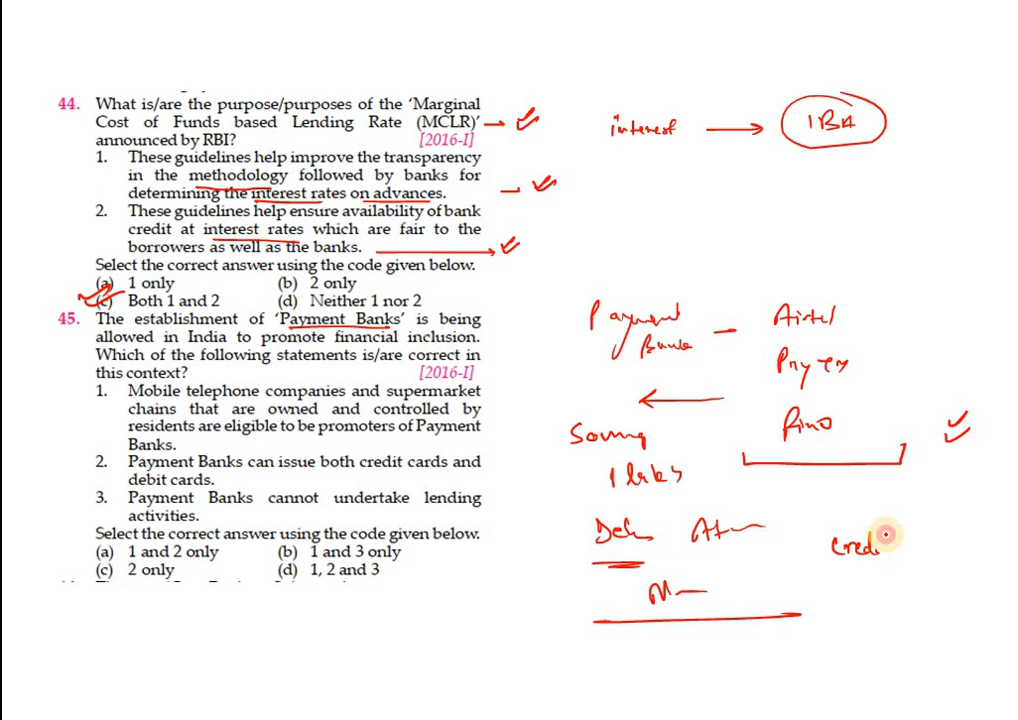 44. What is/are the purpose/purposes of the 'Marginal
Cost of Funds based Lending Rate (MCLR)'
announced by RBI? [2016-I]
1. These guidelines help improve the transparency
in the methodology followed by banks for
determining the interest rates on advances.
2. These guidelines help ensure availability of bank
credit at interest rates which are fair to the
borrowers as well as the banks.
Select the correct answer using the code given below.
(a) 1 only (b) 2 only
(c) Both 1 and 2 (d) Neither 1 nor 2
45. The establishment of 'Payment Banks' is being
allowed in India to promote financial inclusion.
Which of the following statements is/are correct in
this context? [2016-I]
1. Mobile telephone companies and supermarket
chains that are owned and controlled by
residents are eligible to be promoters of Payment
Banks.
2. Payment Banks can issue both credit cards and
debit cards.
3. Payment Banks cannot undertake lending
activities.
Select the correct answer using the code given below.
(a) 1 and 2 only (b) 1 and 3 only
(c) 2 only (d) 1, 2 and 3
interest IBA
Payment Airtel
Fino
1 lakhs
Credi